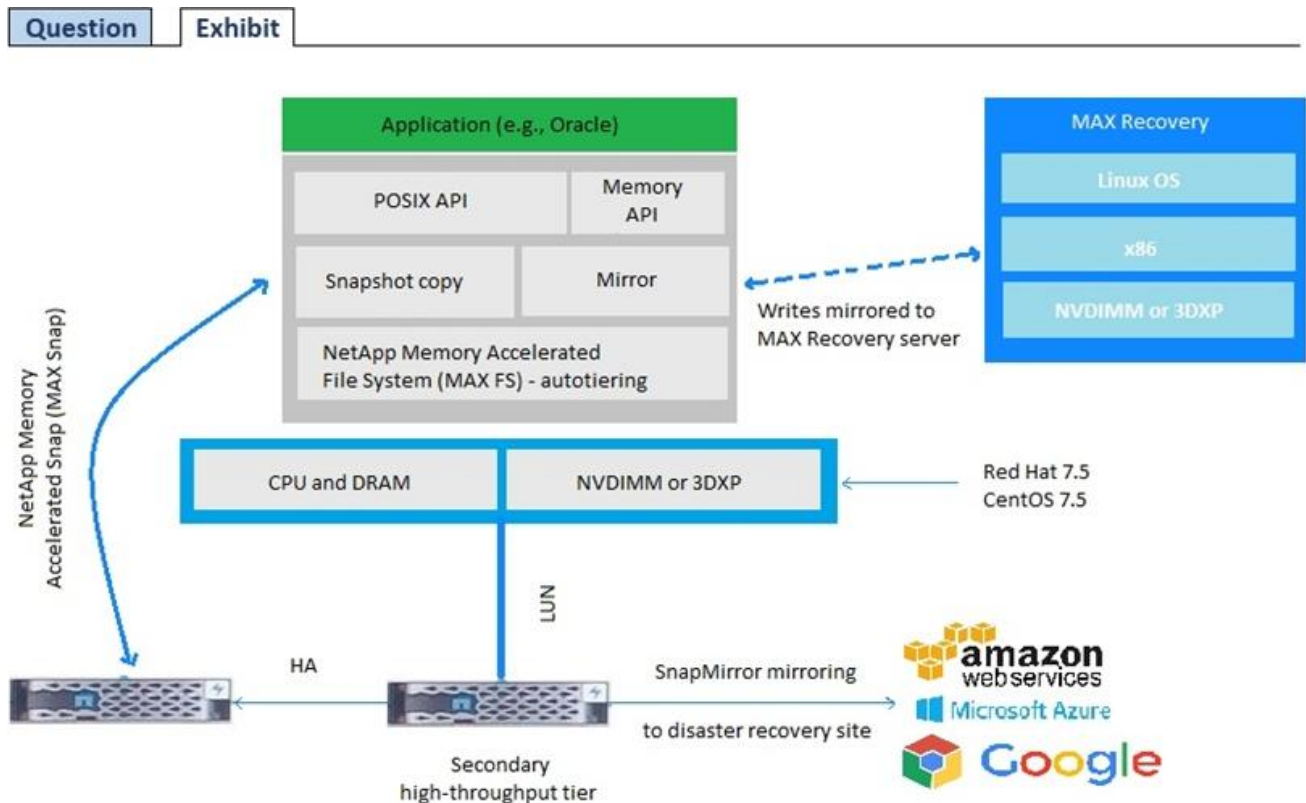 Question
Exhibit
Application (e.g., Oracle)
POSIX API
Memory
API
Snapshot copy
Mirror
NetApp Memory Accelerated
File System (MAX FS) - autotiering
MAX Recovery
Linux OS
x86
NVDIMM or 3DXP
Writes mirrored to
MAX Recovery server
NetApp Memory
Accelerated Snap (MAX Snap)
CPU and DRAM
NVDIMM or 3DXP
Red Hat 7.5
CentOS 7.5
LUN
HA
SnapMirror mirroring
to disaster recovery site
Secondary
high-throughput tier
amazon
webservices
Microsoft Azure
Google